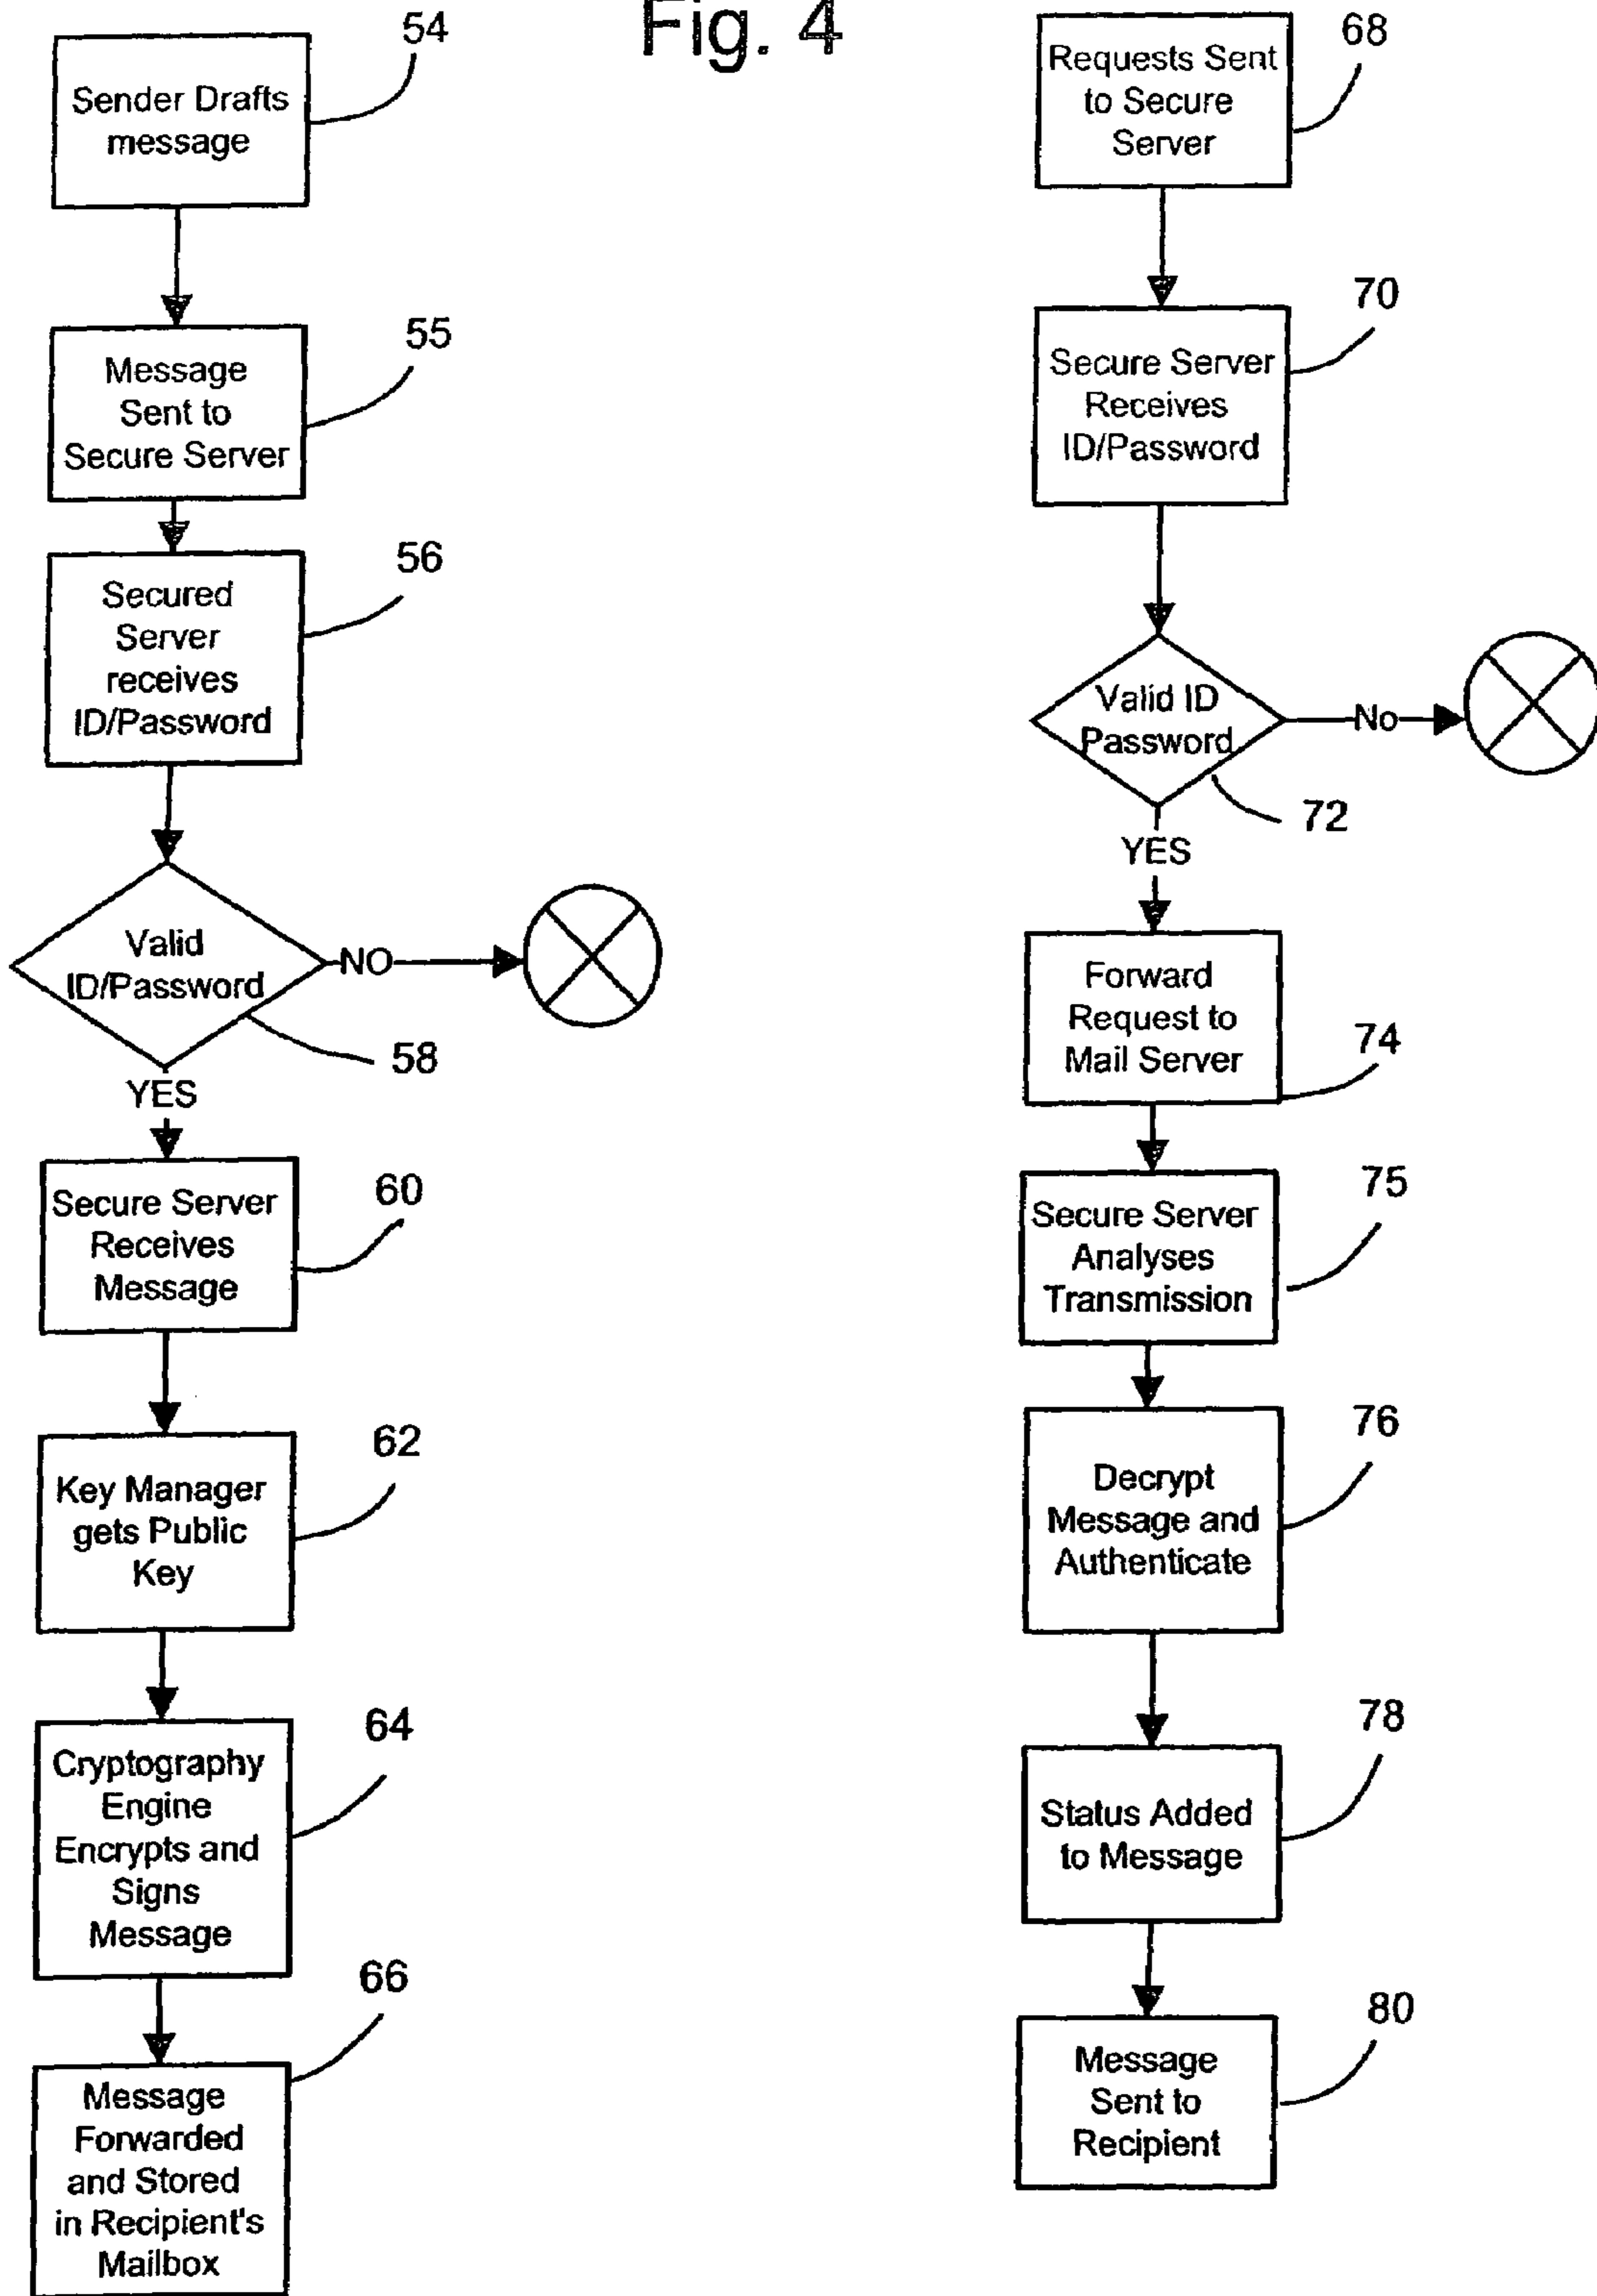 Fig. 4
54
Sender Drafts
message
55
Message
Sent to
Secure Server
56
Secured
Server
receives
ID/Password
Valid
ID/Password
NO
58
YES
60
Secure Server
Receives
Message
62
Key Manager
gets Public
Key
64
Cryptography
Engine
Encrypts and
Signs
Message
66
Message
Forwarded
and Stored
in Recipient's
Mailbox
68
Requests Sent
to Secure
Server
70
Secure Server
Receives
ID/Password
Valid ID
Password
No
72
YES
Forward
Request to
Mail Server
74
75
Secure Server
Analyses
Transmission
76
Decrypt
Message and
Authenticate
78
Status Added
to Message
80
Message
Sent to
Recipient